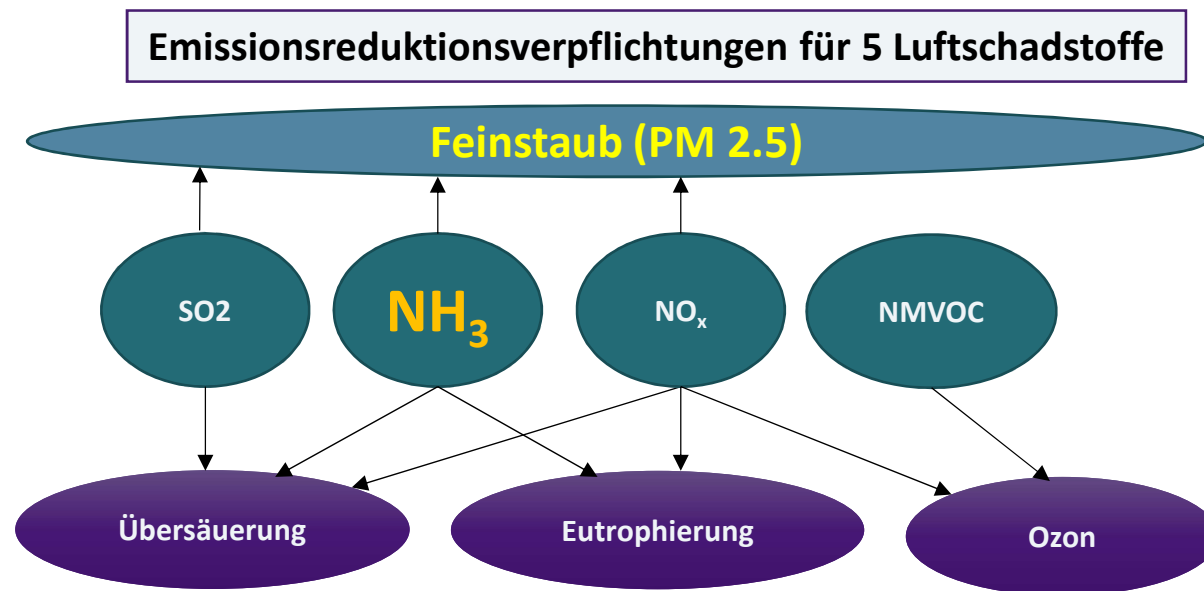 Emissionsreduktionsverpflichtungen für 5 Luftschadstoffe
Feinstaub (PM 2.5)
SO2
NH₃
NOₓ
NMVOC
Übersäuerung
Eutrophierung
Ozon